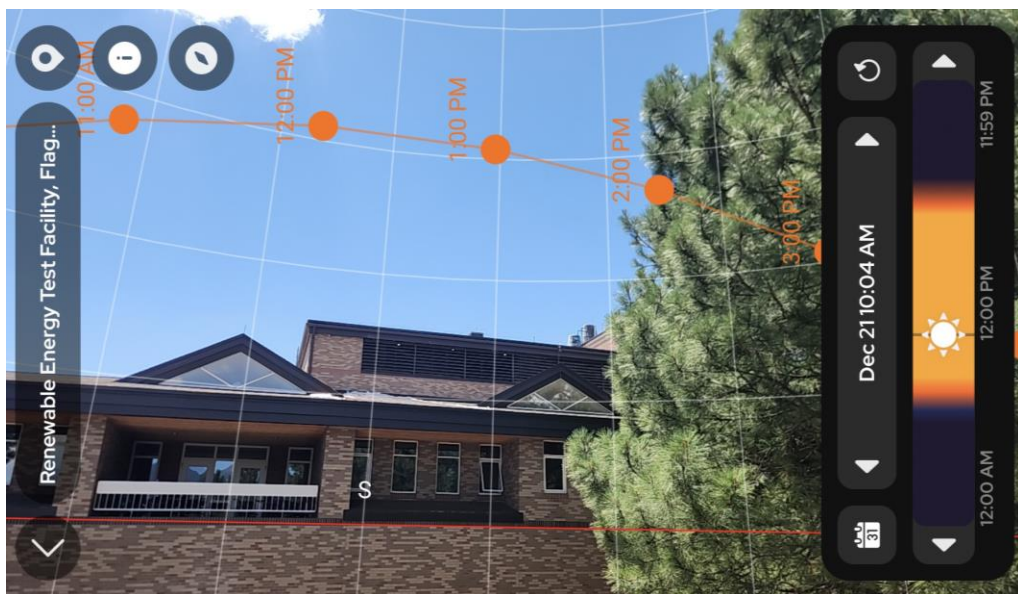 Renewable Energy Test Facility, Flag...
11:00 AM
12:00 PM
1:00 PM
2:00 PM
3:00 PM
S
Dec 21 10:04 AM
31
12:00 AM
12:00 PM
11:59 PM